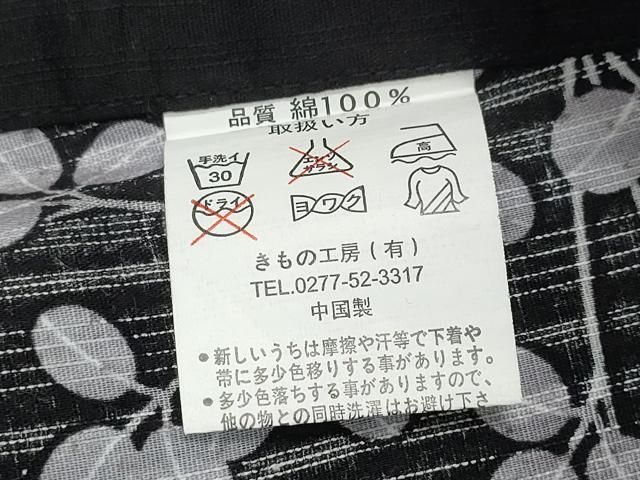 品質 綿100%
取扱い方
手洗イ
30
エンソサラシ
高
ドライ
ヨワク
きもの工房(有)
TEL.0277-52-3317
中国製
●新しいうちは摩擦や汗等で下着や
帯に多少色移りする事があります。
●多少色落ちする事がありますので、
他の物との同時洗濯はお避け下さ